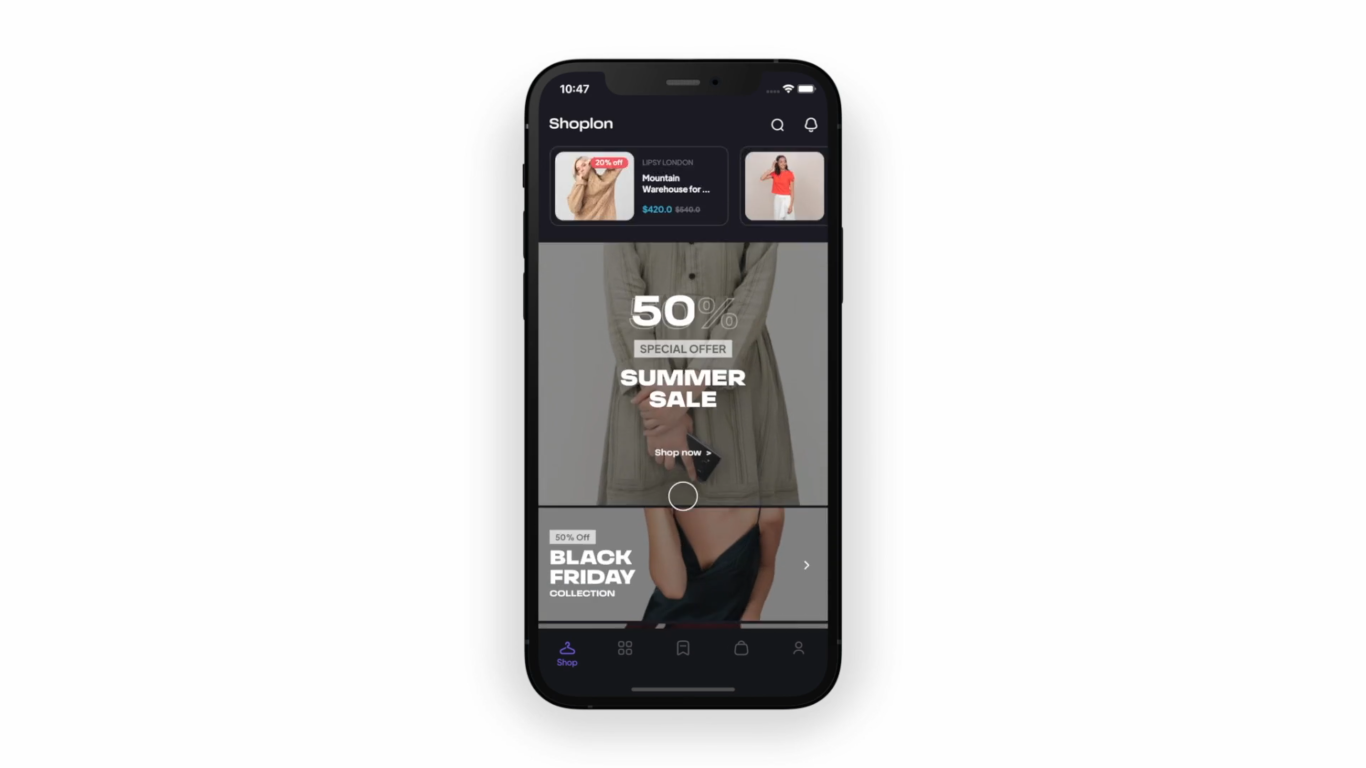 10:47
Shoplon
20% off
LIPSY LONDON
Mountain
Warehouse for ...
$420.0 $540.0
50%
SPECIAL OFFER
SUMMER
SALE
Shop now >
50% Off
BLACK
FRIDAY
COLLECTION
Shop